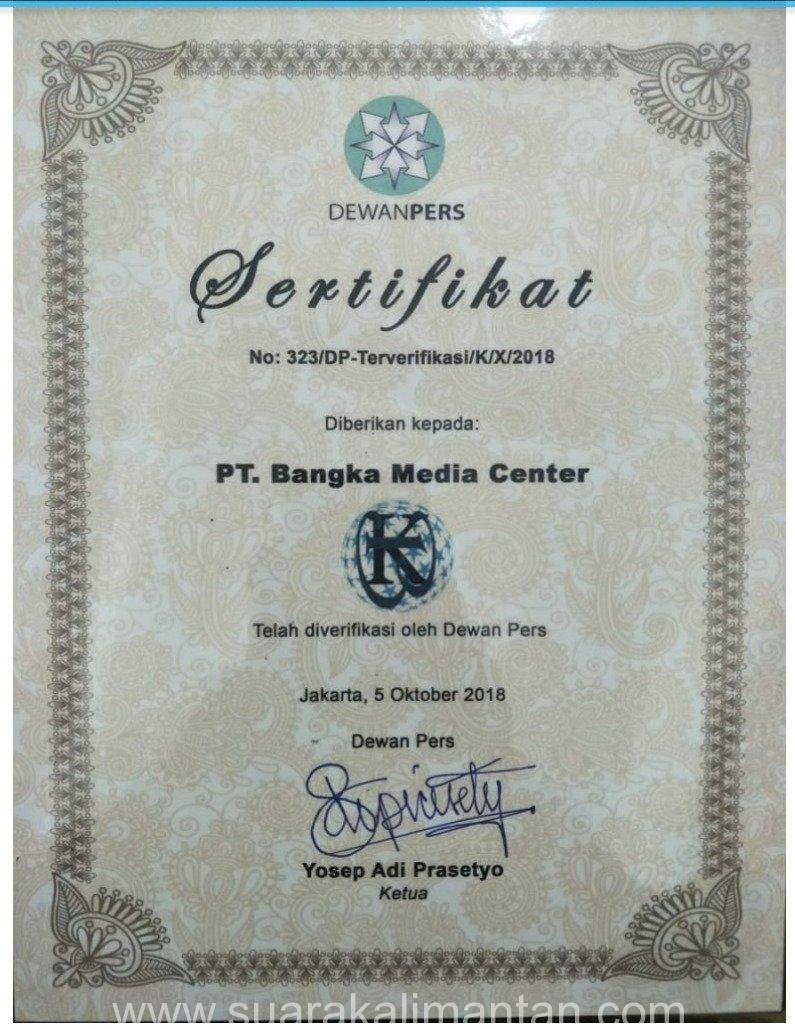 DEWANPERS
Sertifikat
No: 323/DP-Terverifikasi/K/X/2018
Diberikan kepada:
PT. Bangka Media Center
K
Telah diverifikasi oleh Dewan Pers
Jakarta, 5 Oktober 2018
Dewan Pers
Yosep Adi Prasetyo
Ketua
www.suarakalimantan.com